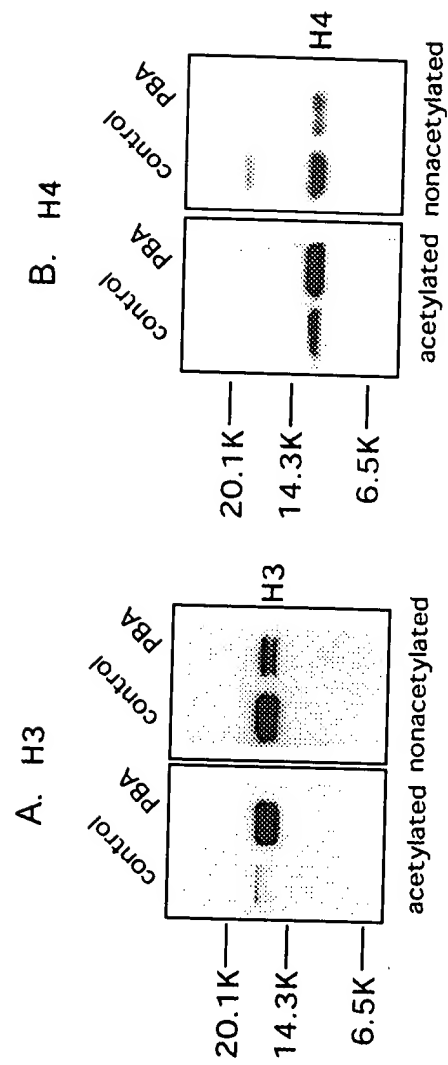 A. H3
control PBA control PBA
20.1K
14.3K
6.5K
H3
acetylated nonacetylated
B. H4
control PBA control PBA
20.1K
14.3K
6.5K
H4
acetylated nonacetylated